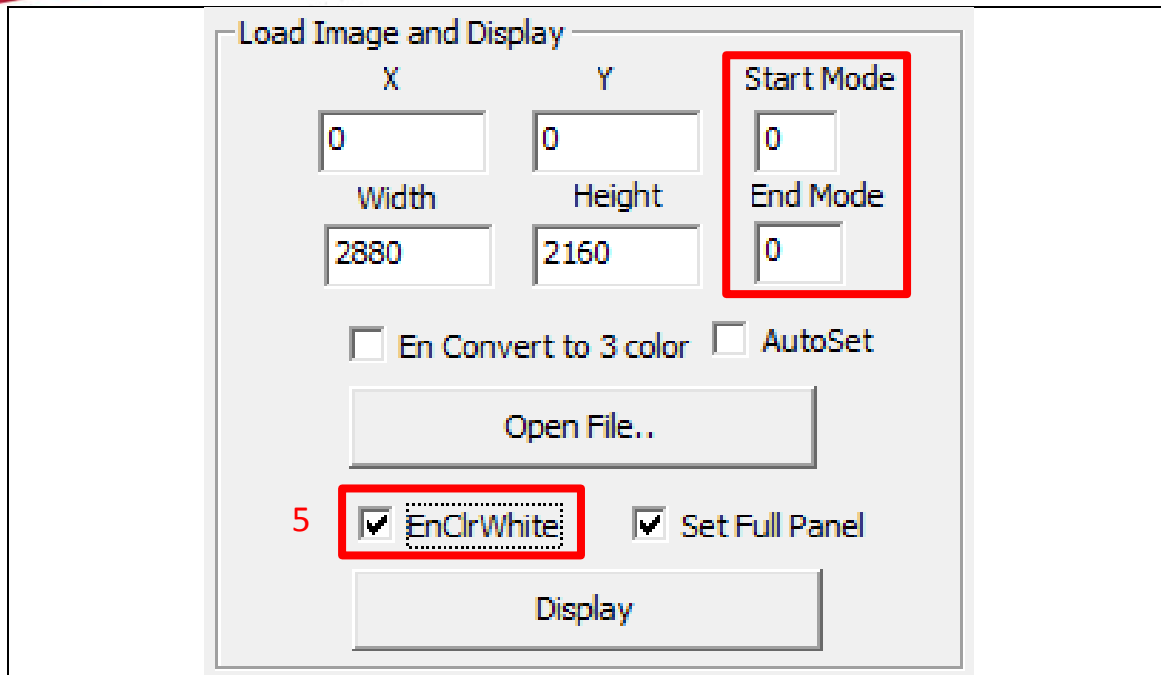 Load Image and Display
X Y Start Mode
0 0 0
Width Height End Mode
2880 2160 0
En Convert to 3 color AutoSet
Open File..
5 EnClrWhite Set Full Panel
Display